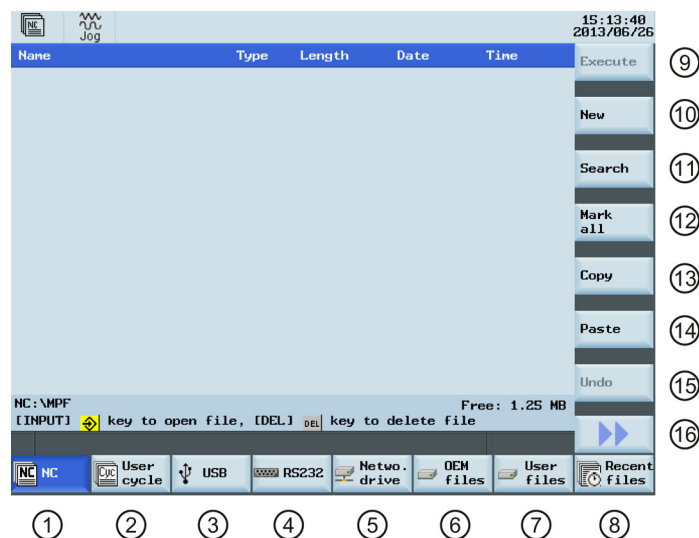 NC
Jog
15:13:40
2013/06/26
Name Type Length Date Time
Execute
9
New
10
Search
11
Mark
all
12
Copy
13
Paste
14
Undo
15
NC:\MPF Free: 1.25 MB
[INPUT] key to open file, [DEL] DEL key to delete file
16
NC NC
Cyc User
cycle
USB
RS232
Netwo.
drive
OEM
files
User
files
Recent
files
1 2 3 4 5 6 7 8